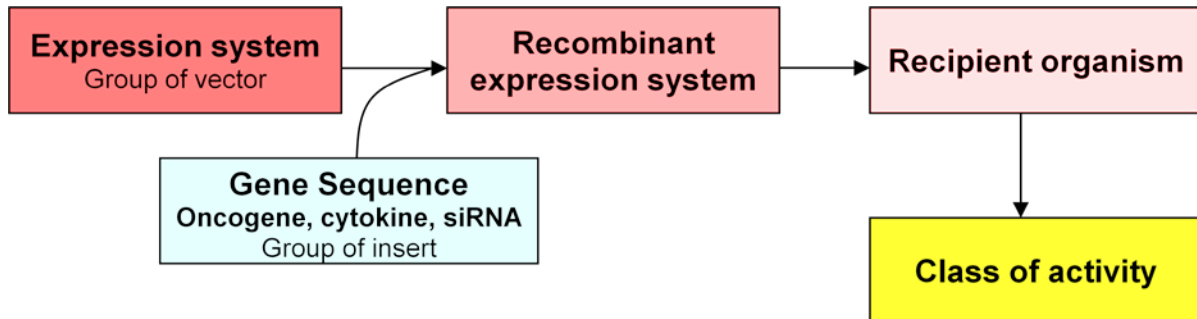 Expression system
Group of vector
Recombinant
expression system
Recipient organism
Gene Sequence
Oncogene, cytokine, siRNA
Group of insert
Class of activity